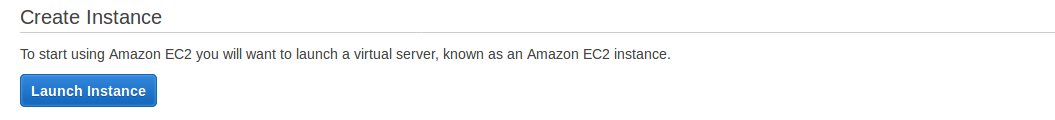 Create Instance
To start using Amazon EC2 you will want to launch a virtual server, known as an Amazon EC2 instance.
Launch Instance